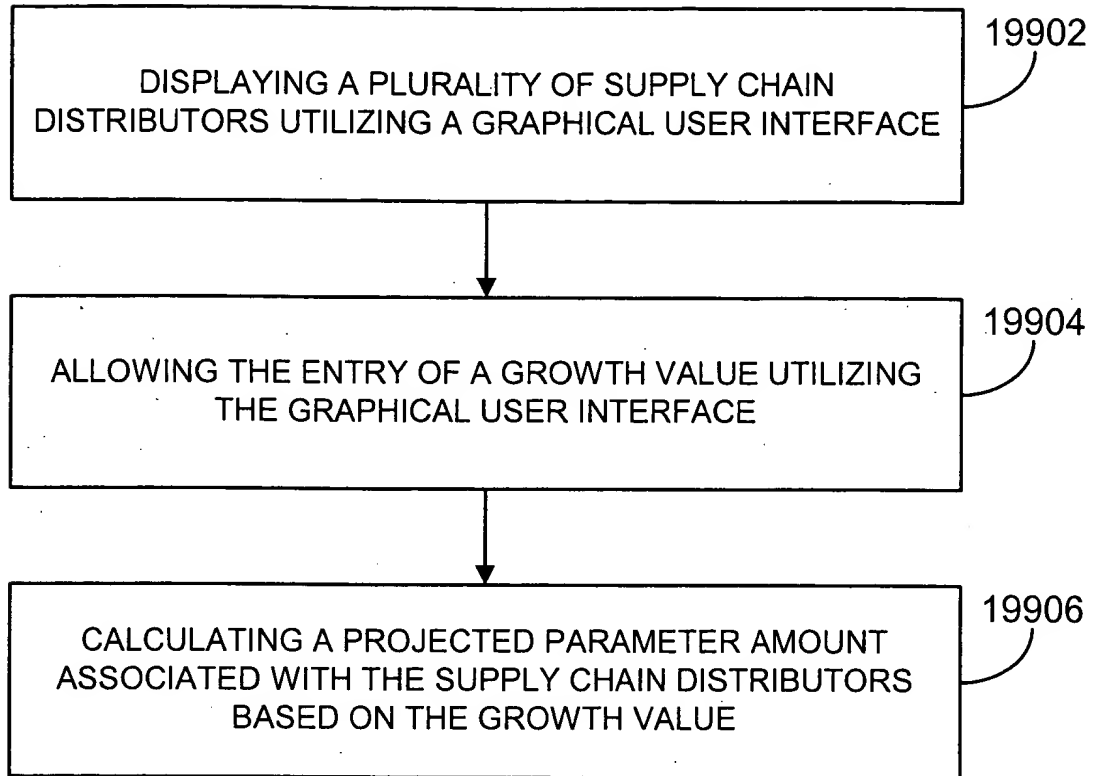 19902
DISPLAYING A PLURALITY OF SUPPLY CHAIN
DISTRIBUTORS UTILIZING A GRAPHICAL USER INTERFACE
19904
ALLOWING THE ENTRY OF A GROWTH VALUE UTILIZING
THE GRAPHICAL USER INTERFACE
19906
CALCULATING A PROJECTED PARAMETER AMOUNT
ASSOCIATED WITH THE SUPPLY CHAIN DISTRIBUTORS
BASED ON THE GROWTH VALUE